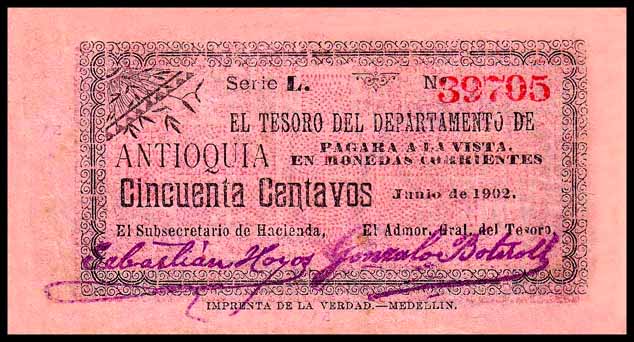 Serie L. N 39705
EL TESORO DEL DEPARTAMENTO DE
ANTIOQUIA PAGARA A LA VISTA.
EN MONEDAS CORRIENTES
Cincuenta Centavos Junio de 1902.
El Subsecretario de Hacienda, El Admor. Gral. del Tesoro,
Sebastián Hoyos Gonzalo Botero
IMPRENTA DE LA VERDAD.—MEDELLIN.